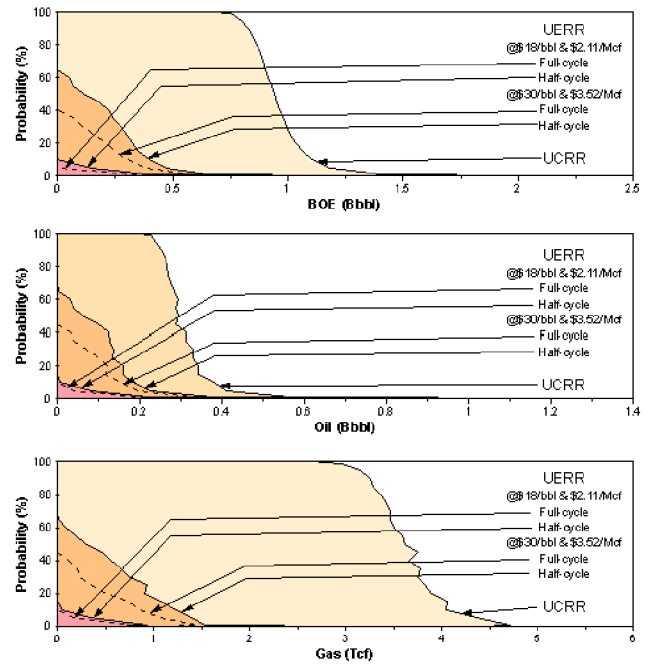 100
80
60
40
20
0
Probability (%)
UERR
@$18/bbl & $2.11/Mcf
Full-cycle
Half-cycle
@$30/bbl & $3.52/Mcf
Full-cycle
Half-cycle
UCRR
0 0.5 1 1.5 2 2.5
BOE (Bbbl)
100
80
60
40
20
0
Probability (%)
UERR
@$18/bbl & $2.11/Mcf
Full-cycle
Half-cycle
@$30/bbl & $3.52/Mcf
Full-cycle
Half-cycle
UCRR
0 0.2 0.4 0.6 0.8 1 1.2 1.4
Oil (Bbbl)
100
80
60
40
20
0
Probability (%)
UERR
@$18/bbl & $2.11/Mcf
Full-cycle
Half-cycle
@$30/bbl & $3.52/Mcf
Full-cycle
Half-cycle
UCRR
0 1 2 3 4 5 6
Gas (Tcf)